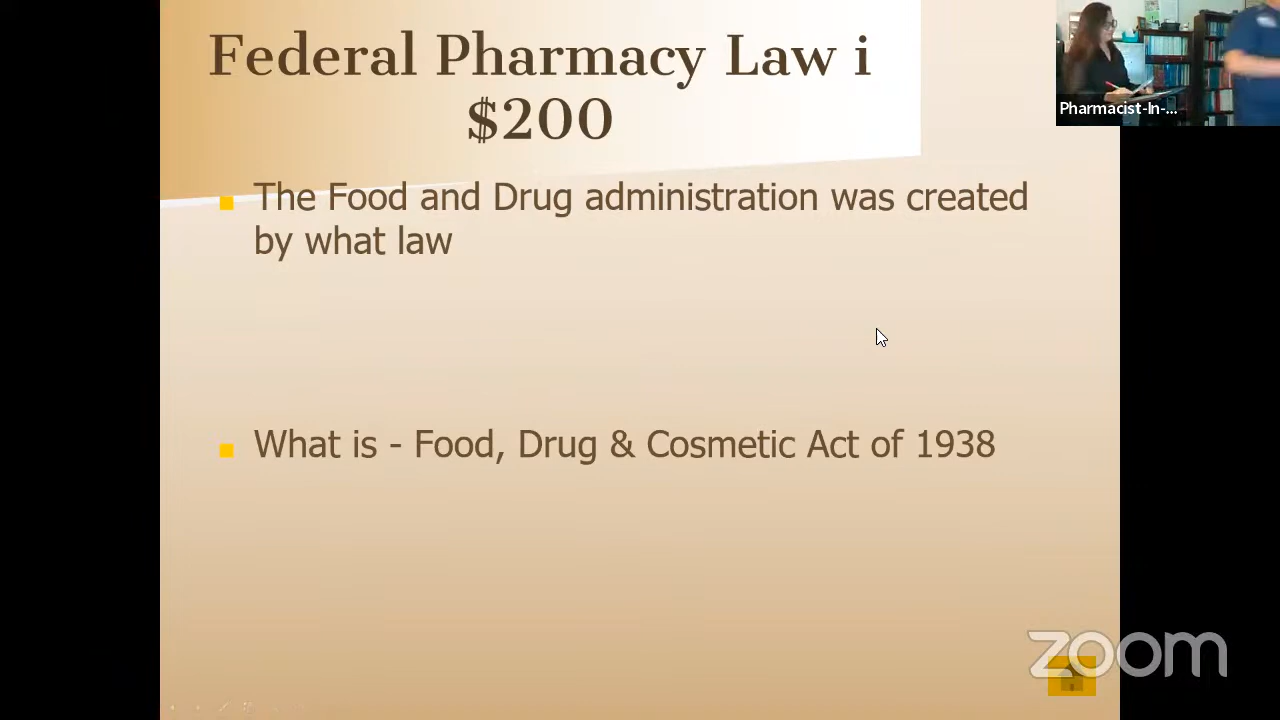 Federal Pharmacy Law i
$200
The Food and Drug administration was created
by what law
What is - Food, Drug & Cosmetic Act of 1938
Pharmacist-In-...
zoom